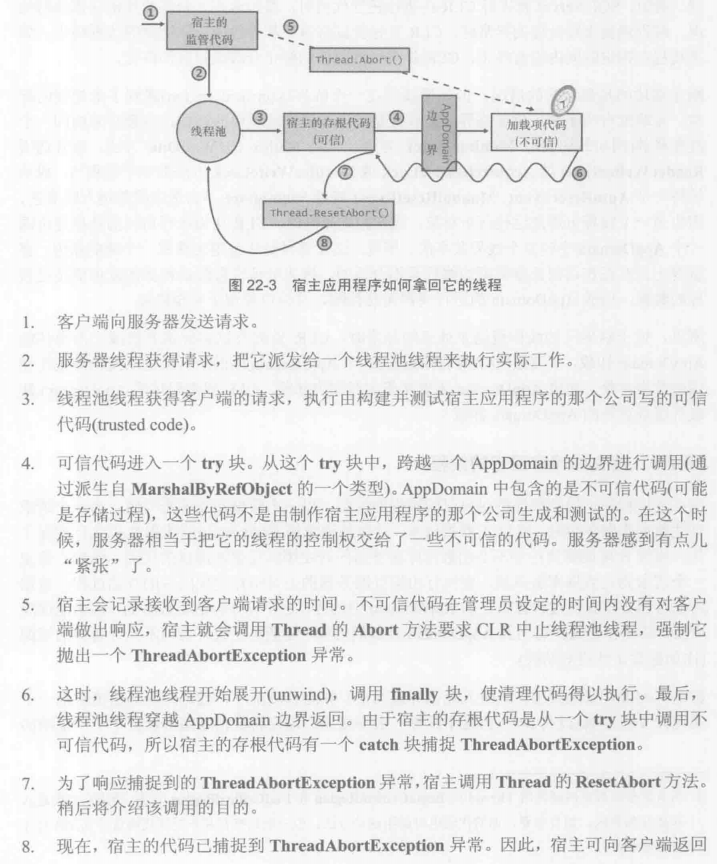 ①
宿主的
监管代码
⑤
Thread.Abort()
②
线程池
③
宿主的存根代码
(可信)
④
AppDomain
边界
加载项代码
(不可信)
⑦
⑥
Thread.ResetAbort()
⑧
图 22-3 宿主应用程序如何拿回它的线程
1. 客户端向服务器发送请求。
2. 服务器线程获得请求，把它派发给一个线程池线程来执行实际工作。
3. 线程池线程获得客户端的请求，执行由构建并测试宿主应用程序的那个公司写的可信
代码(trusted code)。
4. 可信代码进入一个 try 块。从这个 try 块中，跨越一个 AppDomain 的边界进行调用(通
过派生自 MarshalByRefObject 的一个类型)。AppDomain 中包含的是不可信代码(可能
是存储过程)，这些代码不是由制作宿主应用程序的那个公司生成和测试的。在这个时
候，服务器相当于把它的线程的控制权交给了一些不可信的代码。服务器感到有点儿
“紧张”了。
5. 宿主会记录接收到客户端请求的时间。不可信代码在管理员设定的时间内没有对客户
端做出响应，宿主就会调用 Thread 的 Abort 方法要求 CLR 中止线程池线程，强制它
抛出一个 ThreadAbortException 异常。
6. 这时，线程池线程开始展开(unwind)，调用 finally 块，使清理代码得以执行。最后，
线程池线程穿越 AppDomain 边界返回。由于宿主的存根代码是从一个 try 块中调用不
可信代码，所以宿主的存根代码有一个 catch 块捕捉 ThreadAbortException。
7. 为了响应捕捉到的 ThreadAbortException 异常，宿主调用 Thread 的 ResetAbort 方法。
稍后将介绍该调用的目的。
8. 现在，宿主的代码已捕捉到 ThreadAbortException 异常。因此，宿主可向客户端返回